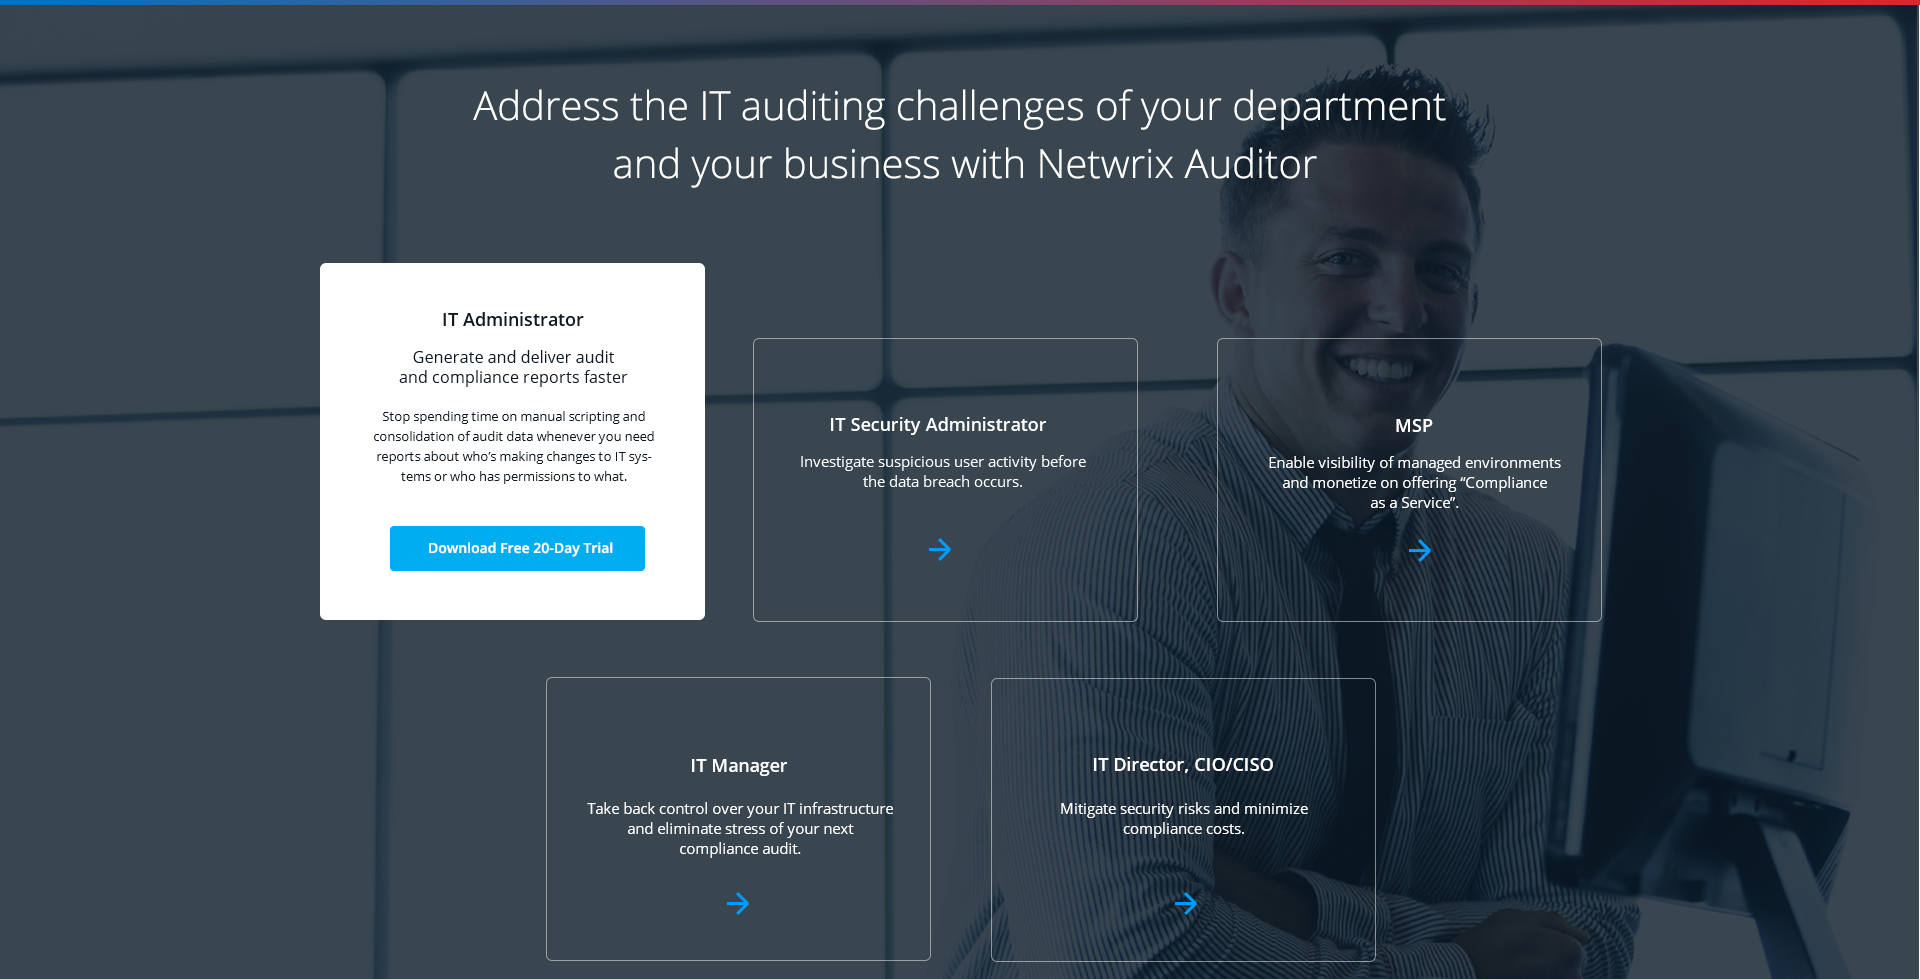 Address the IT auditing challenges of your department
and your business with Netwrix Auditor
IT Administrator
Generate and deliver audit
and compliance reports faster
Stop spending time on manual scripting and
consolidation of audit data whenever you need
reports about who’s making changes to IT sys-
tems or who has permissions to what.
Download Free 20-Day Trial
IT Security Administrator
Investigate suspicious user activity before
the data breach occurs.
MSP
Enable visibility of managed environments
and monetize on offering “Compliance
as a Service”.
IT Manager
Take back control over your IT infrastructure
and eliminate stress of your next
compliance audit.
IT Director, CIO/CISO
Mitigate security risks and minimize
compliance costs.